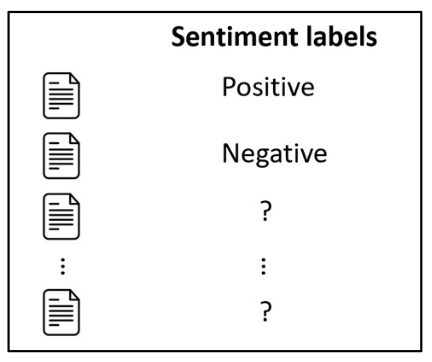 Sentiment labels
Positive
Negative
?
⋮ ⋮
?